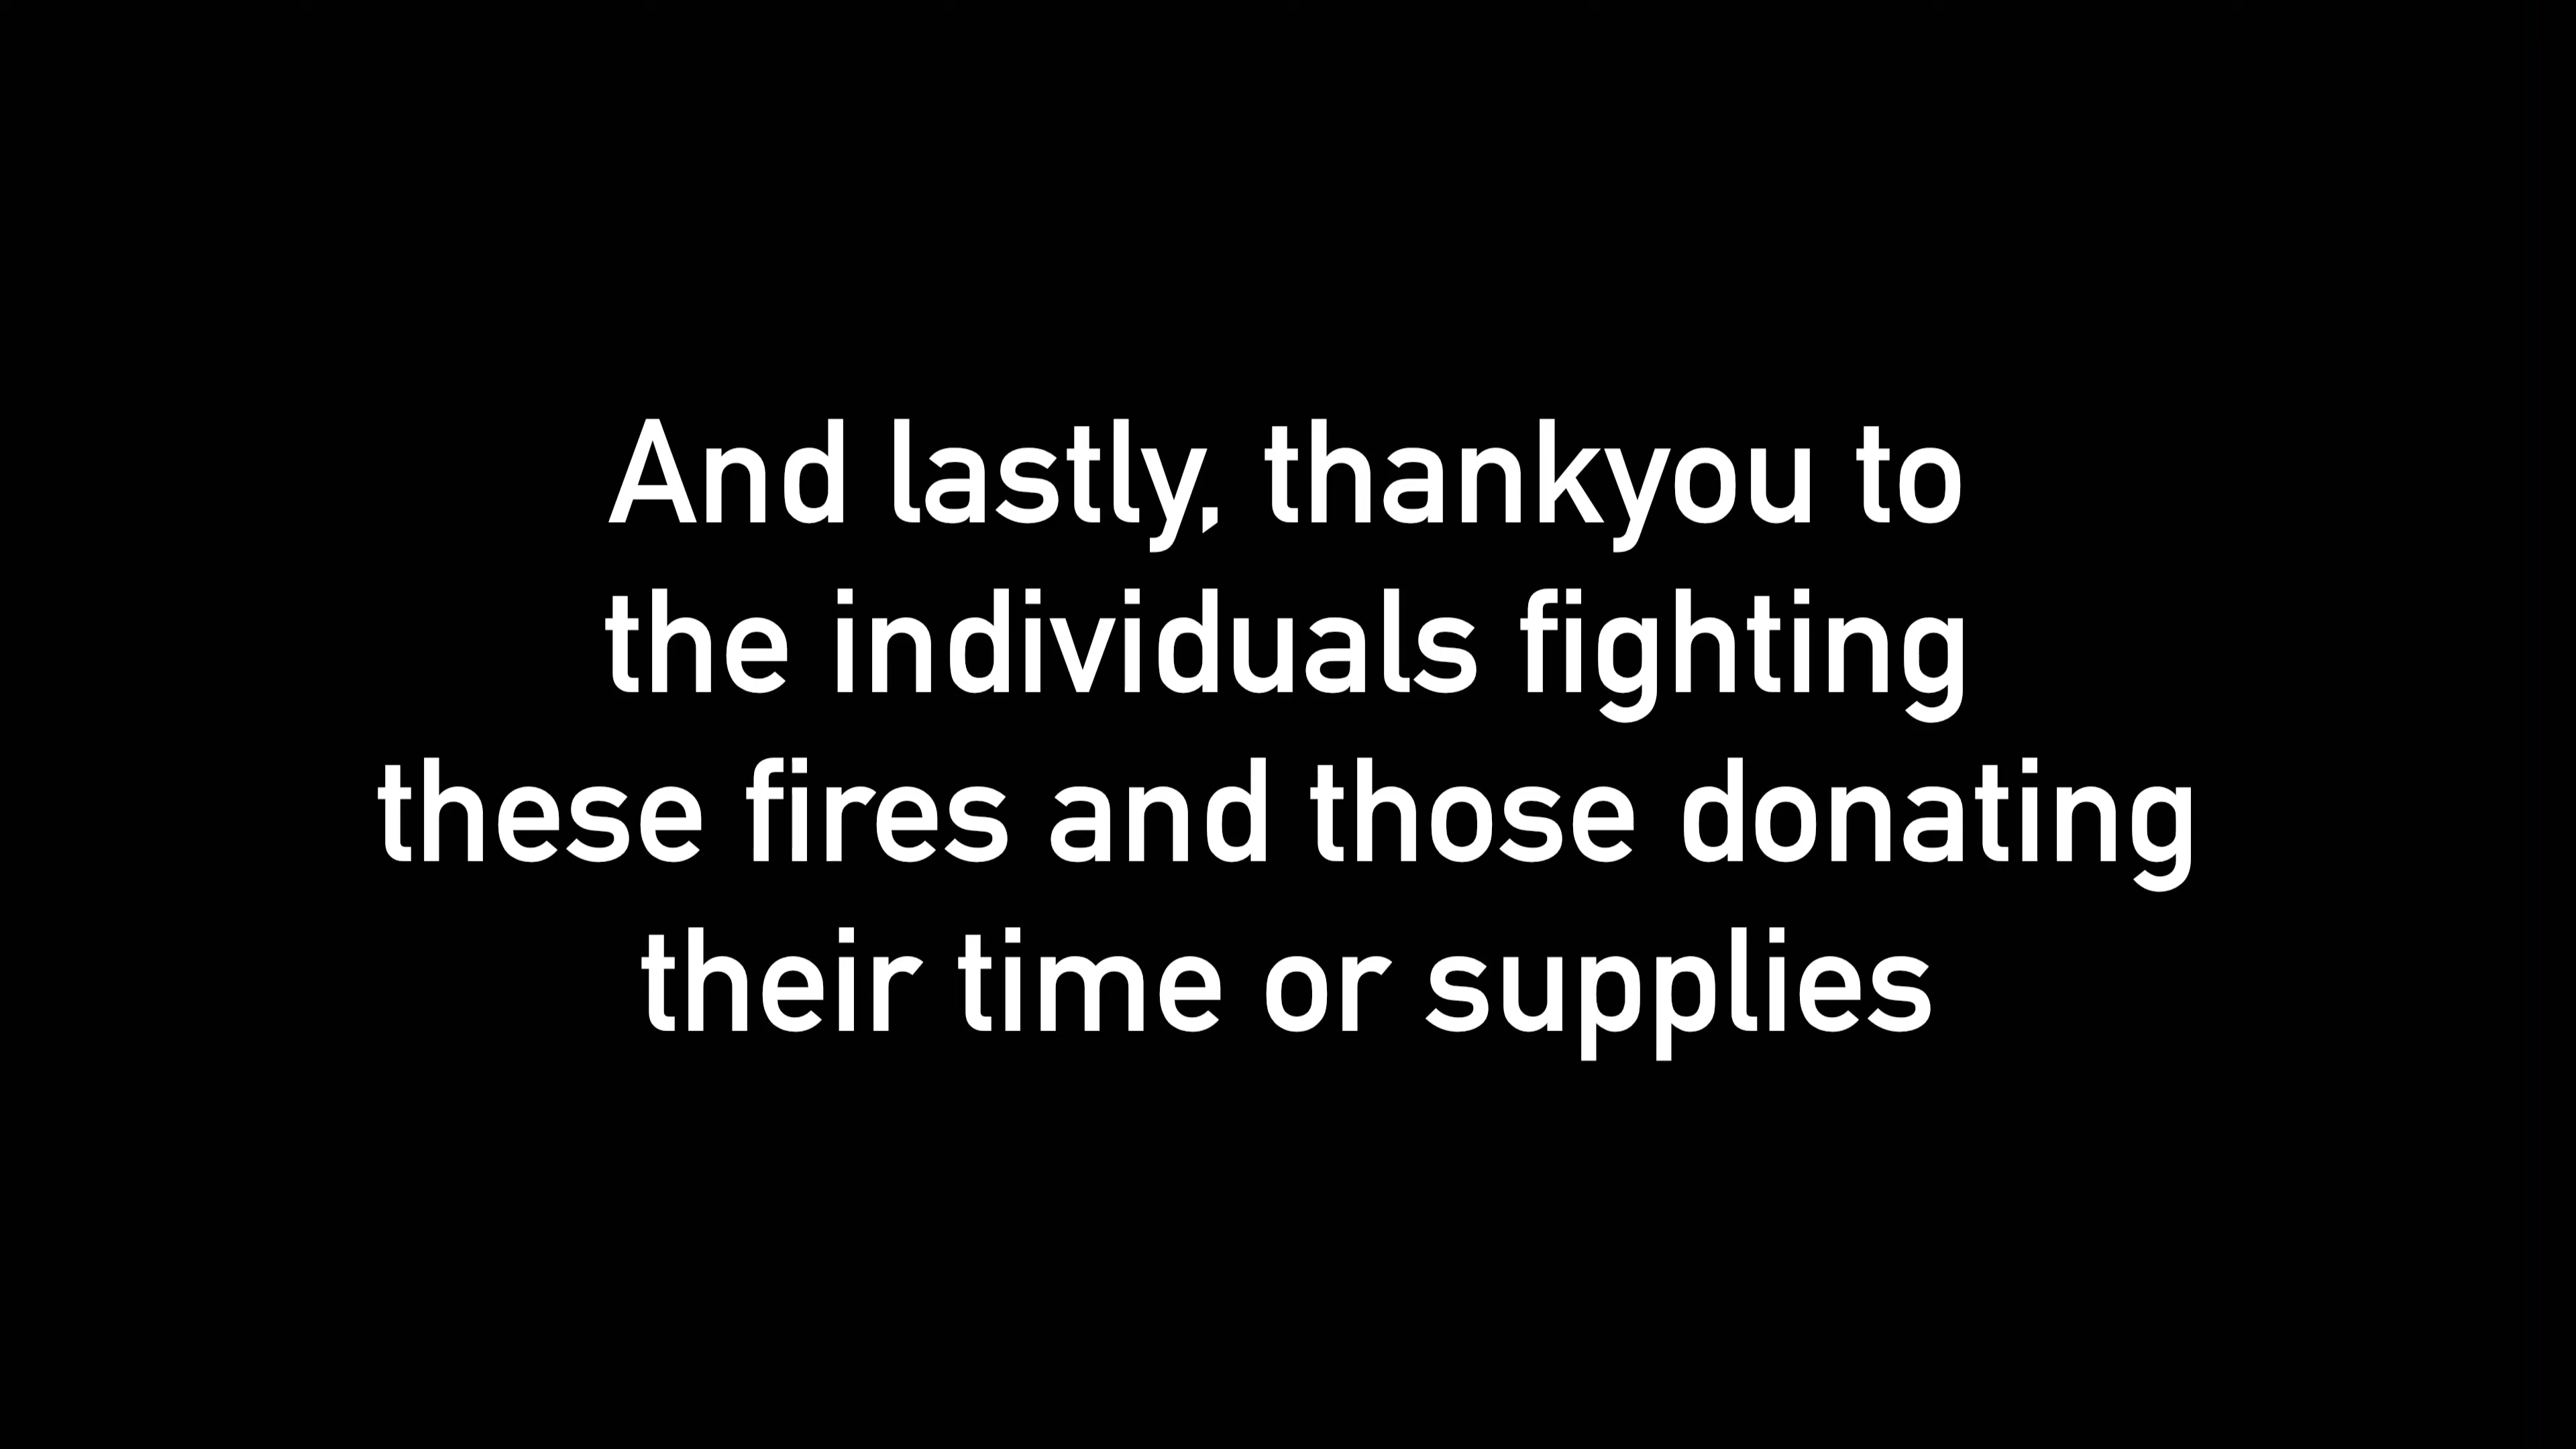 And lastly, thankyou to
the individuals fighting
these fires and those donating
their time or supplies